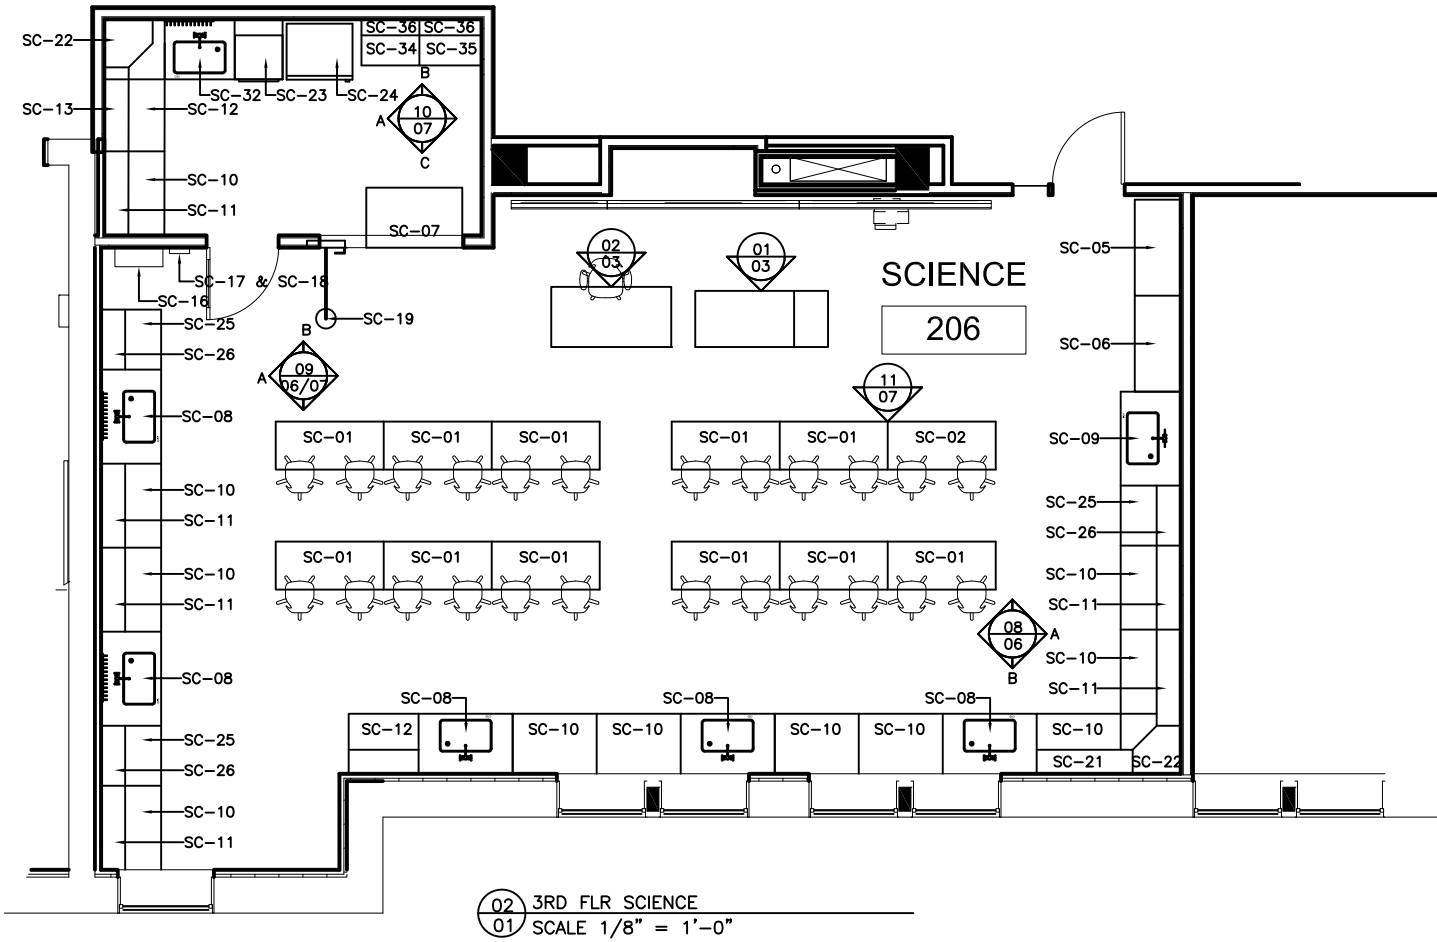 SC-36 SC-36
SC-22
SC-34 SC-35
B
SC-32 SC-23 SC-24
SC-13 SC-12
10
A
07
C
SC-10
SC-11
SC-07
02
03
01
03
SC-05
SCIENCE
SC-17 & SC-18
SC-16
SC-19
206
SC-25
B
SC-06
SC-26
09
A
06/07
11
07
SC-08
SC-01 SC-01 SC-01 SC-01 SC-01 SC-02
SC-09
SC-10
SC-25
SC-11
SC-26
SC-01 SC-01 SC-01 SC-01 SC-01 SC-01
SC-10
SC-10
SC-11
SC-11
08
A
06
B
SC-10
SC-08
SC-11
SC-08 SC-08 SC-08
SC-12 SC-10 SC-10 SC-10 SC-10 SC-10
SC-25
SC-21 SC-22
SC-26
SC-10
SC-11
02 3RD FLR SCIENCE
01 SCALE 1/8" = 1'-0"